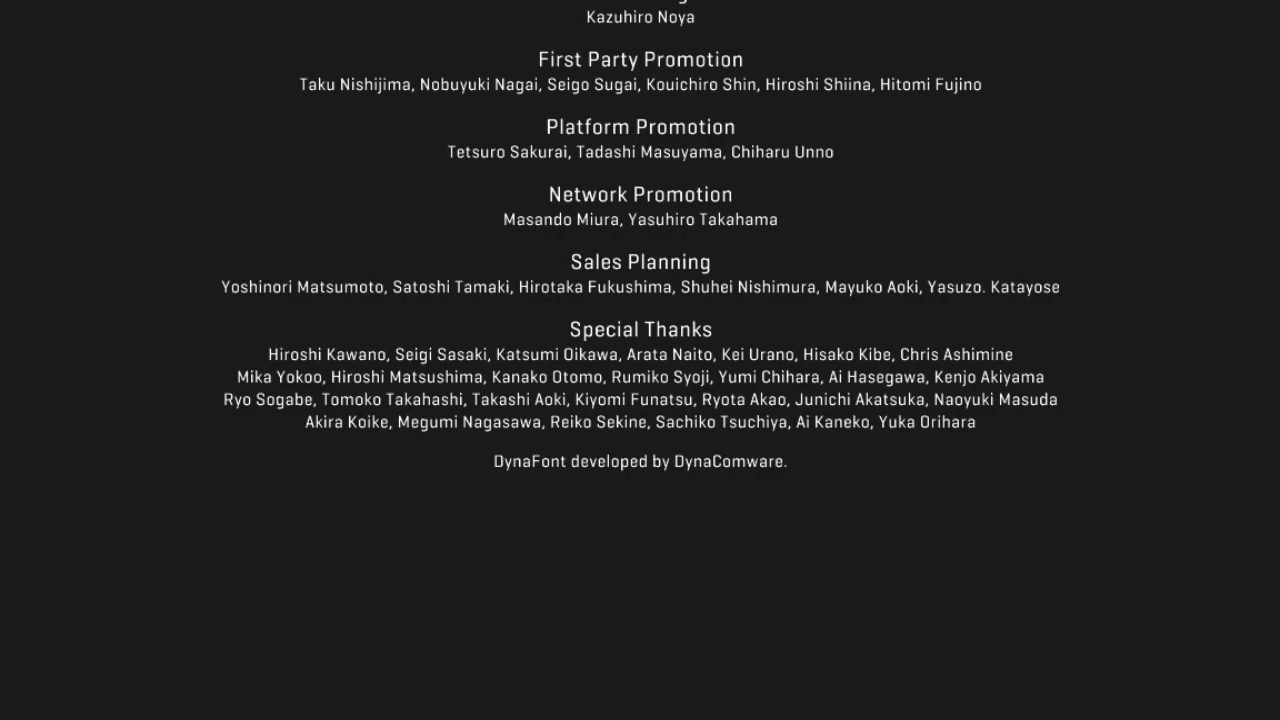 Kazuhiro Noya
First Party Promotion
Taku Nishijima, Nobuyuki Nagai, Seigo Sugai, Kouichiro Shin, Hiroshi Shiina, Hitomi Fujino
Platform Promotion
Tetsuro Sakurai, Tadashi Masuyama, Chiharu Unno
Network Promotion
Masando Miura, Yasuhiro Takahama
Sales Planning
Yoshinori Matsumoto, Satoshi Tamaki, Hirotaka Fukushima, Shuhei Nishimura, Mayuko Aoki, Yasuzo. Katayose
Special Thanks
Hiroshi Kawano, Seigi Sasaki, Katsumi Oikawa, Arata Naito, Kei Urano, Hisako Kibe, Chris Ashimine
Mika Yokoo, Hiroshi Matsushima, Kanako Otomo, Rumiko Syoji, Yumi Chihara, Ai Hasegawa, Kenjo Akiyama
Ryo Sogabe, Tomoko Takahashi, Takashi Aoki, Kiyomi Funatsu, Ryota Akao, Junichi Akatsuka, Naoyuki Masuda
Akira Koike, Megumi Nagasawa, Reiko Sekine, Sachiko Tsuchiya, Ai Kaneko, Yuka Orihara
DynaFont developed by DynaComware.